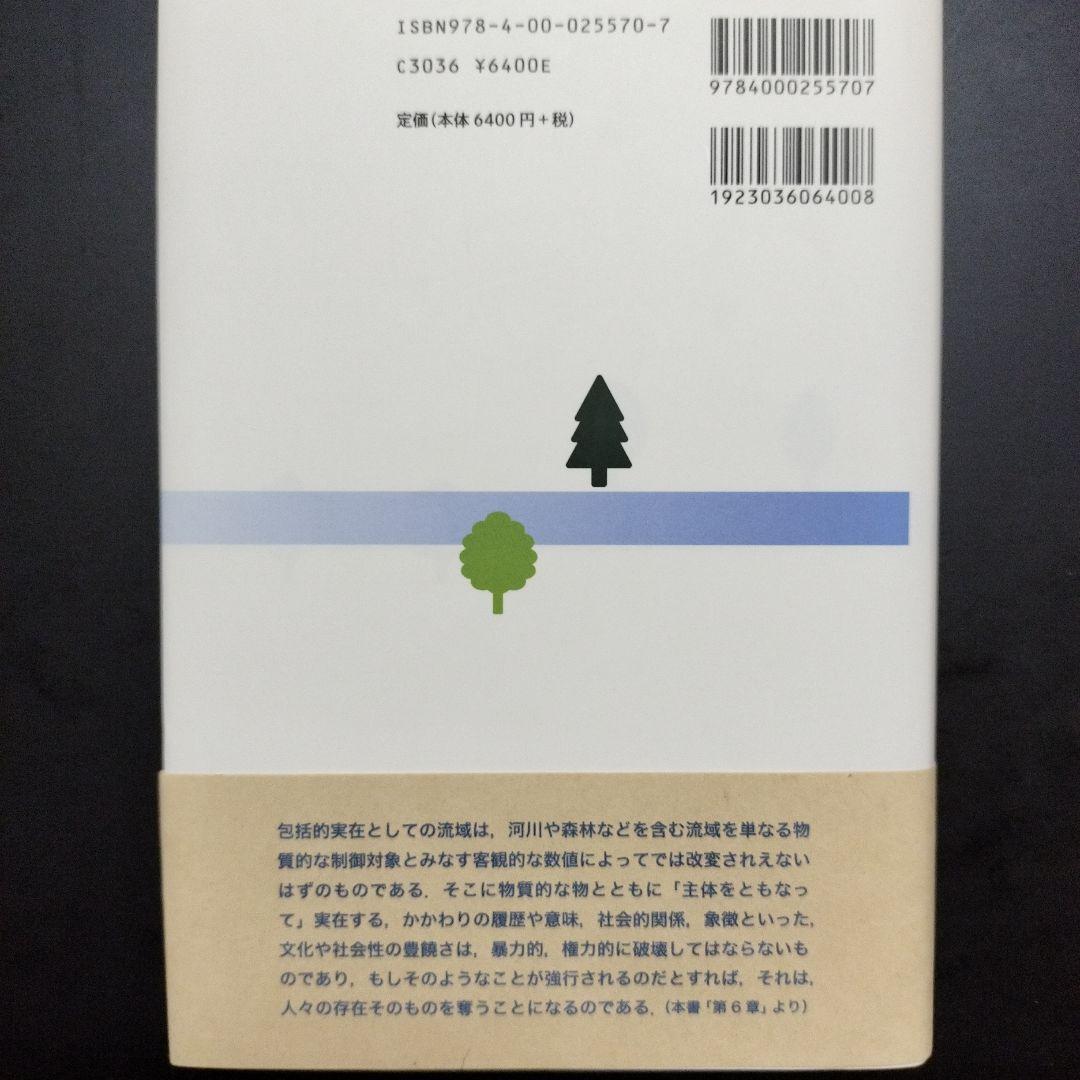 ISBN978-4-00-025570-7
C3036 ¥6400E
定価(本体6400円+税)
9784000255707
1923036064008
包括的実在としての流域は，河川や森林などを含む流域を単なる物
質的な制御対象とみなす客観的な数値によってでは改変されえない
はずのものである．そこに物質的な物とともに「主体をともなっ
て」実在する，かかわりの履歴や意味，社会的関係，象徴といった，
文化や社会性の豊饒さは，暴力的，権力的に破壊してはならないも
のであり，もしそのようなことが強行されるのだとすれば，それは，
人々の存在そのものを奪うことになるのである．(本書「第6章」より)